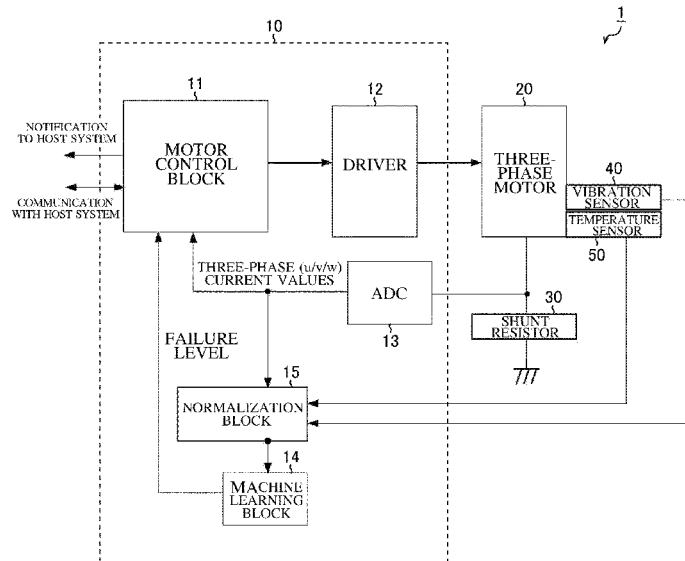 1
10
11
12
20
NOTIFICATION
TO HOST SYSTEM
COMMUNICATION
WITH HOST SYSTEM
MOTOR
CONTROL
BLOCK
DRIVER
THREE-
PHASE
MOTOR
40
VIBRATION
SENSOR
TEMPERATURE
SENSOR
50
THREE-PHASE (u/v/w)
CURRENT VALUES
ADC
13
30
SHUNT
RESISTOR
FAILURE
LEVEL
15
NORMALIZATION
BLOCK
14
MACHINE
LEARNING
BLOCK